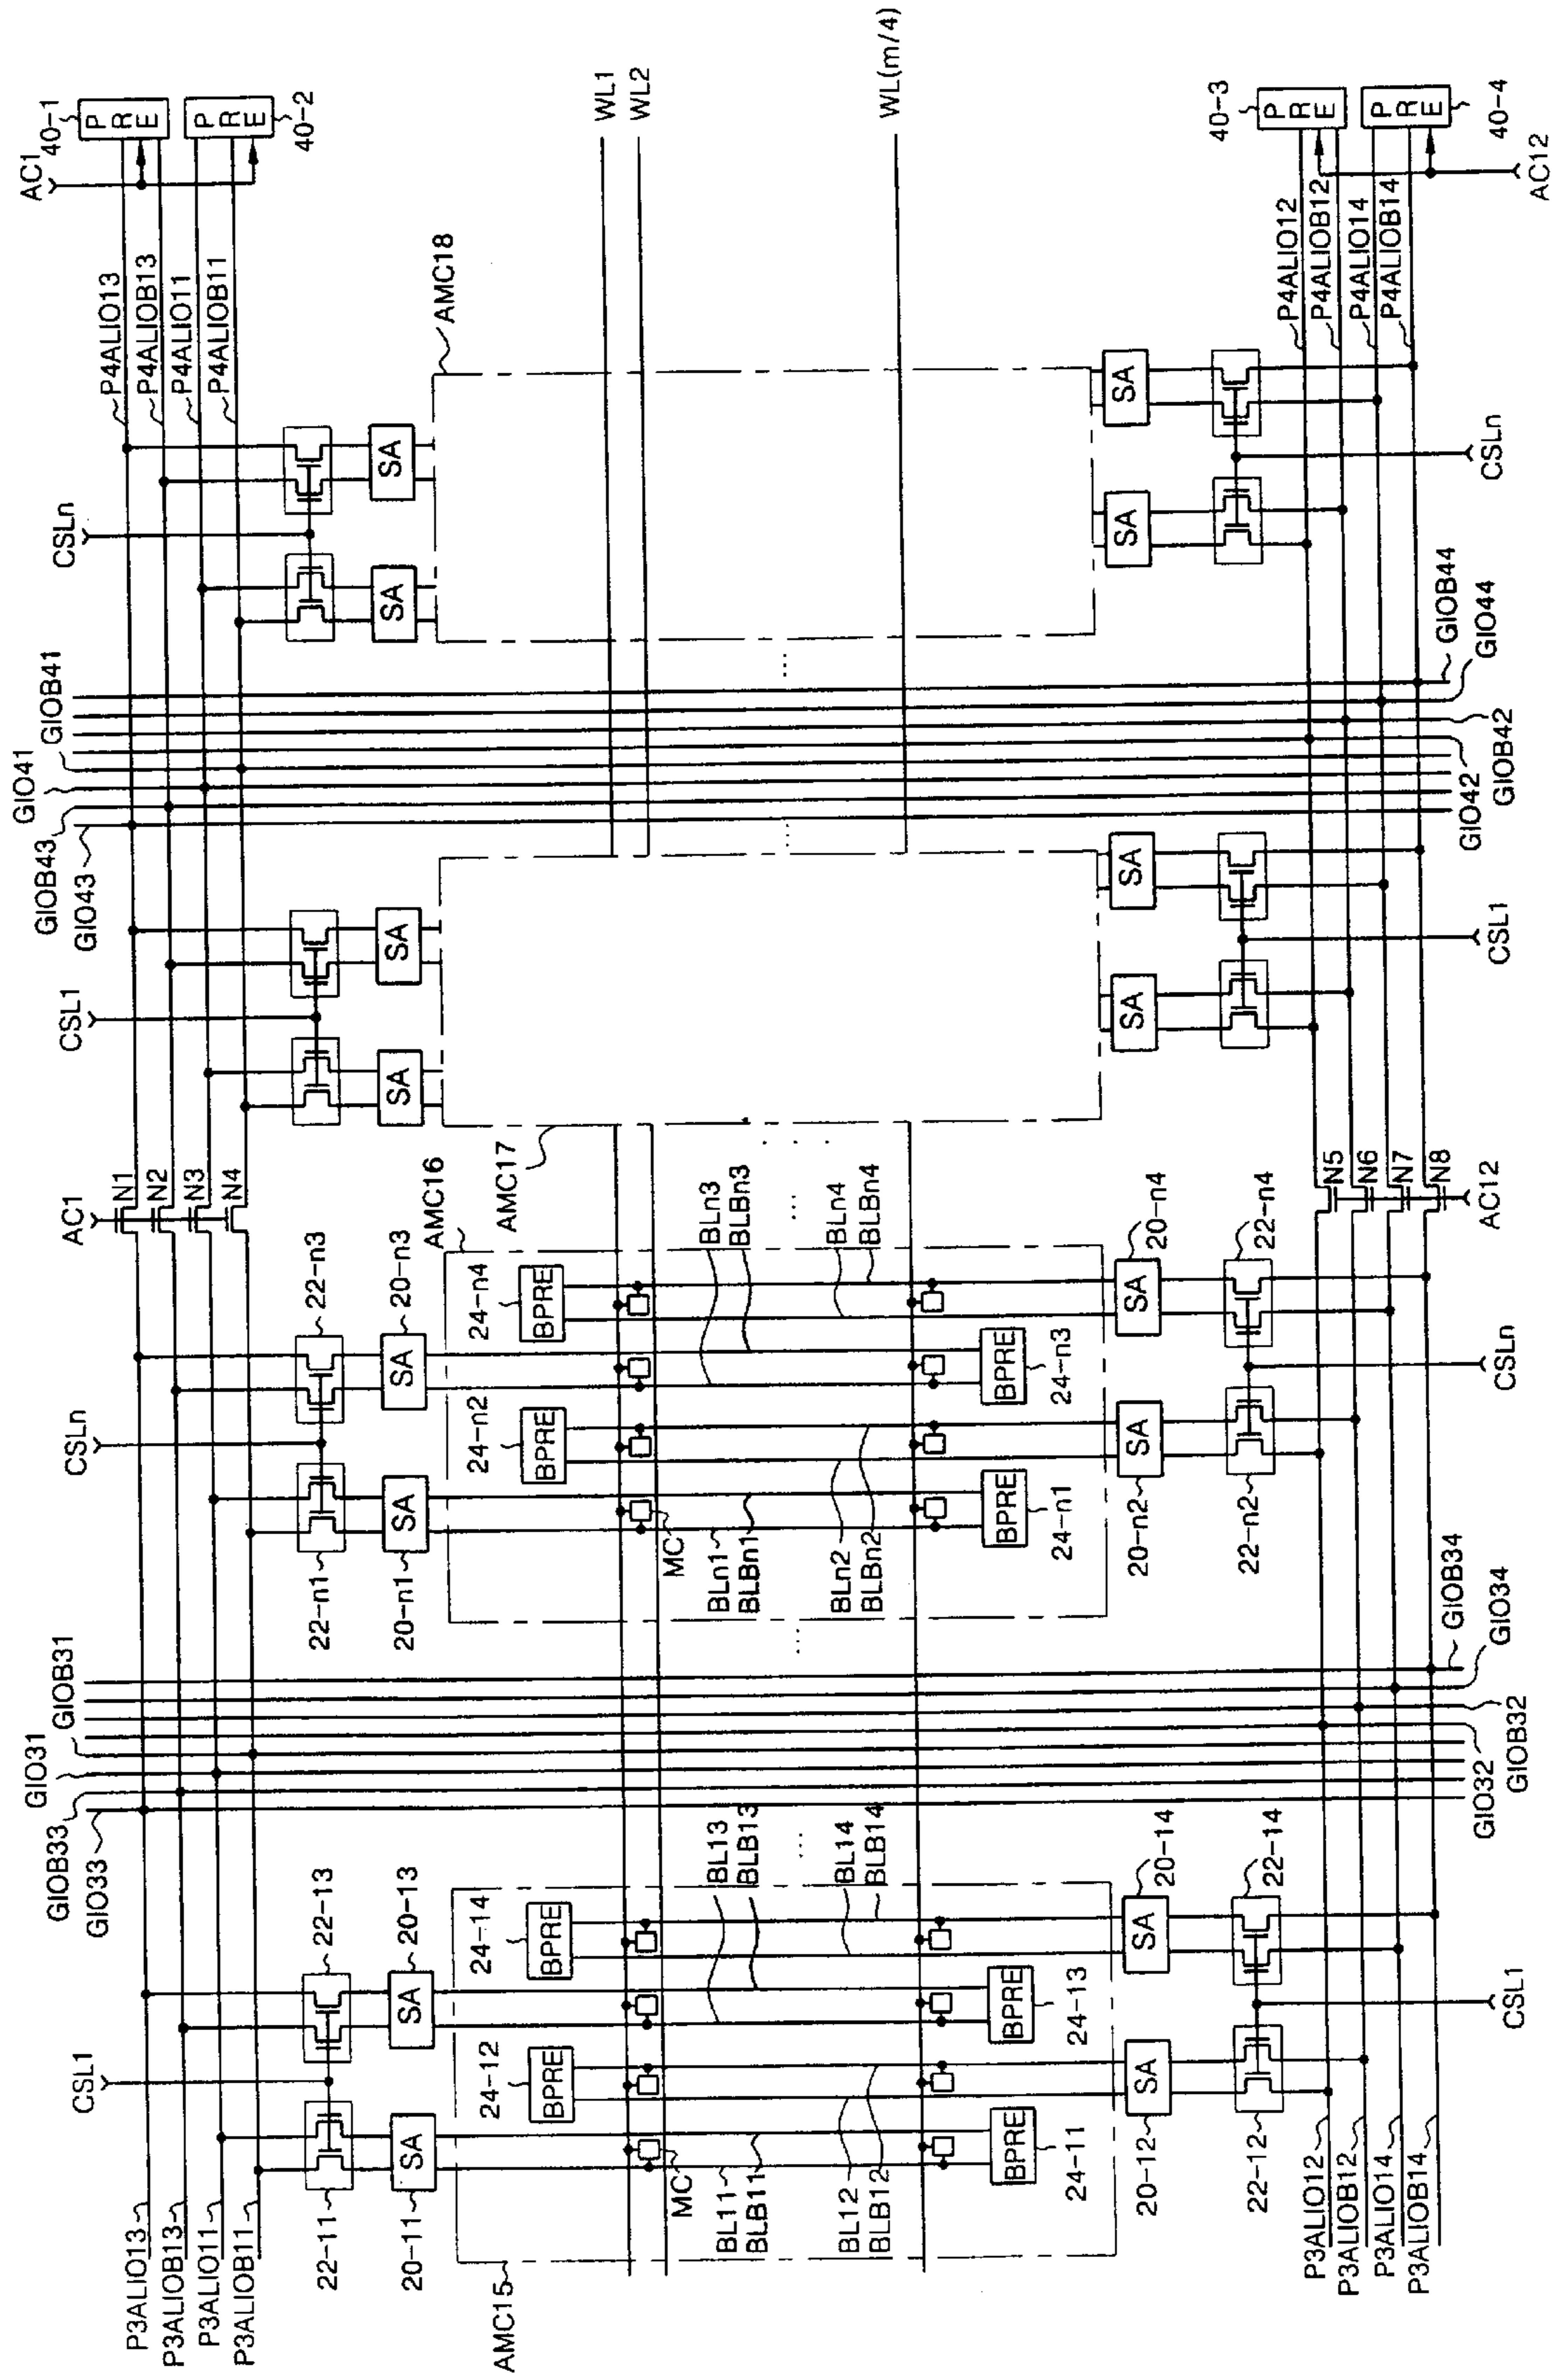 P3ALIO13
P3ALIOB13
P3ALIO11
P3ALIOB11
CSL1
22-11
22-13
20-11
SA
20-13
SA
GIOB33
GIO33
GIO31
GIOB31
CSLn
22-n1
22-n3
20-n1
SA
20-n3
SA
AC1
N1
N2
N3
N4
CSL1
SA
SA
GIOB43
GIO43
GIO41
GIOB41
CSLn
SA
SA
P4ALIO13
P4ALIOB13
P4ALIO11
P4ALIOB11
AC1
40-1
PRE
PRE
40-2
AMC15
24-12
BPRE
24-14
BPRE
MC
BL11
BLB11
BL12
BLB12
BL13
BLB13
BL14
BLB14
BPRE
24-11
BPRE
24-13
...
AMC16
24-n2
BPRE
24-n4
BPRE
MC
BLn1
BLBn1
BLn2
BLBn2
BLn3
BLBn3
BLn4
BLBn4
BPRE
24-n1
BPRE
24-n3
...
...
AMC17
...
...
AMC18
...
WL1
WL2
WL(m/4)
20-12
SA
SA
20-14
22-12
22-14
CSL1
P3ALIO12
P3ALIOB12
P3ALIO14
P3ALIOB14
GIO32
GIOB32
GIO34
GIOB34
20-n2
SA
SA
20-n4
22-n2
22-n4
CSLn
N5
N6
N7
N8
AC12
SA
SA
CSL1
GIO42
GIOB42
GIO44
GIOB44
SA
SA
CSLn
P4ALIO12
P4ALIOB12
P4ALIO14
P4ALIOB14
40-3
PRE
PRE
40-4
AC12